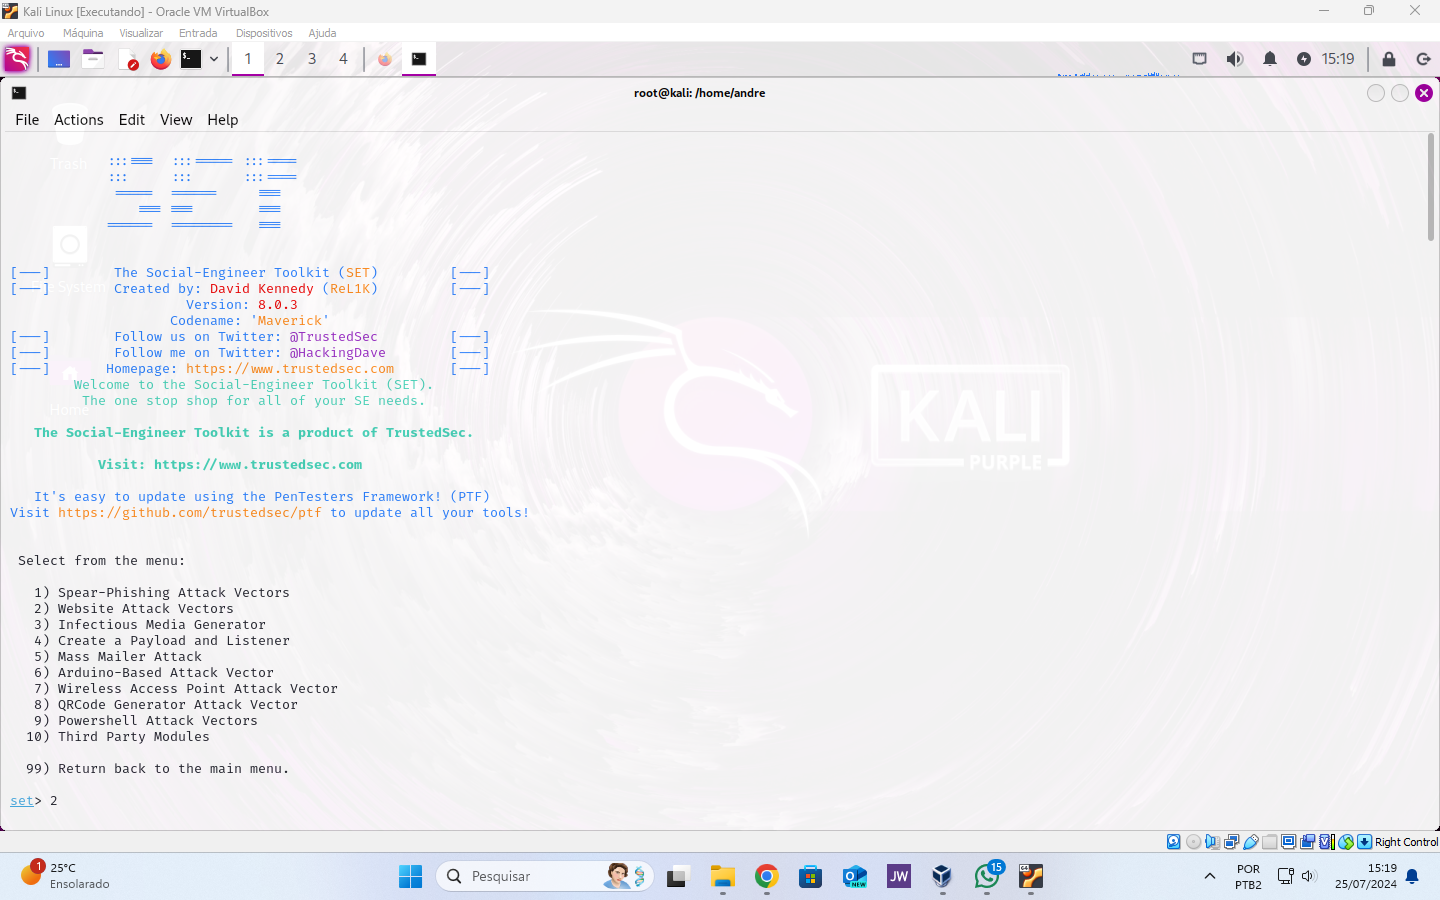 Kali Linux [Executando] - Oracle VM VirtualBox
Arquivo Máquina Visualizar Entrada Dispositivos Ajuda
1 2 3 4 15:19
root@kali: /home/andre
File Actions Edit View Help
Trash
[---] The Social-Engineer Toolkit (SET) [---]
[---] Created by: David Kennedy (ReL1K) [---]
System
Version: 8.0.3
Codename: 'Maverick'
[---] Follow us on Twitter: @TrustedSec [---]
[---] Follow me on Twitter: @HackingDave [---]
[---] Homepage: https://www.trustedsec.com [---]
Welcome to the Social-Engineer Toolkit (SET).
The one stop shop for all of your SE needs.
Home
The Social-Engineer Toolkit is a product of TrustedSec.
Visit: https://www.trustedsec.com
It's easy to update using the PenTesters Framework! (PTF)
Visit https://github.com/trustedsec/ptf to update all your tools!
KALI
PURPLE
Select from the menu:
1) Spear-Phishing Attack Vectors
2) Website Attack Vectors
3) Infectious Media Generator
4) Create a Payload and Listener
5) Mass Mailer Attack
6) Arduino-Based Attack Vector
7) Wireless Access Point Attack Vector
8) QRCode Generator Attack Vector
9) Powershell Attack Vectors
10) Third Party Modules
99) Return back to the main menu.
set> 2
Right Control
1 25°C
Ensolarado
Pesquisar
NEW
JW
15
POR
PTB2
15:19
25/07/2024